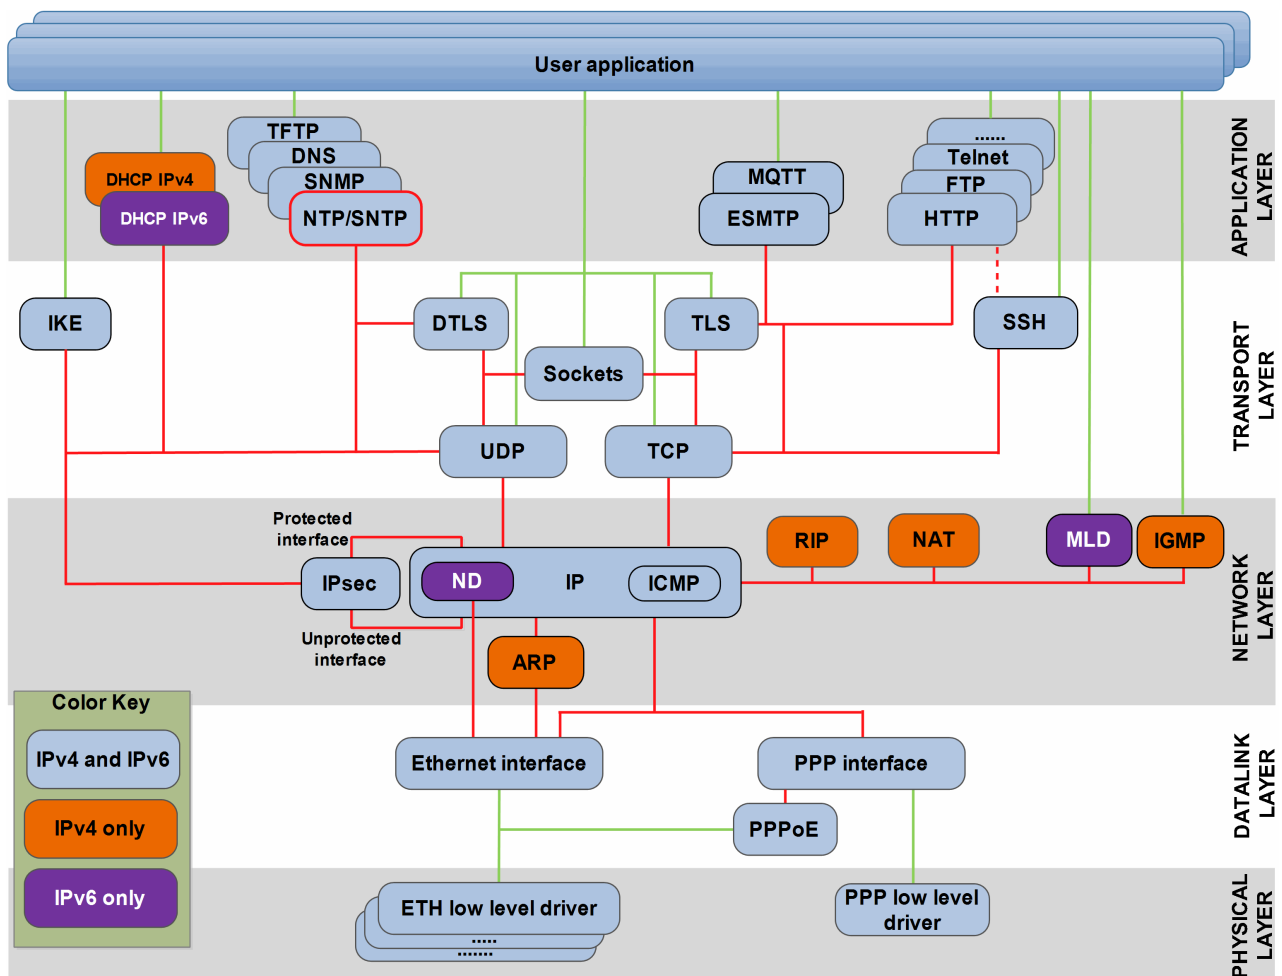 User application
TFTP
DNS
SNMP
NTP/SNTP
DHCP IPv4
DHCP IPv6
MQTT
ESMTP
......
Telnet
FTP
HTTP
APPLICATION
LAYER
IKE
DTLS
TLS
SSH
Sockets
UDP
TCP
TRANSPORT
LAYER
Protected
interface
IPsec
ND
IP
ICMP
RIP
NAT
MLD
IGMP
Unprotected
interface
ARP
NETWORK
LAYER
Color Key
IPv4 and IPv6
IPv4 only
IPv6 only
Ethernet interface
PPP interface
PPPoE
DATALINK
LAYER
ETH low level driver
.....
.......
PPP low level
driver
PHYSICAL
LAYER